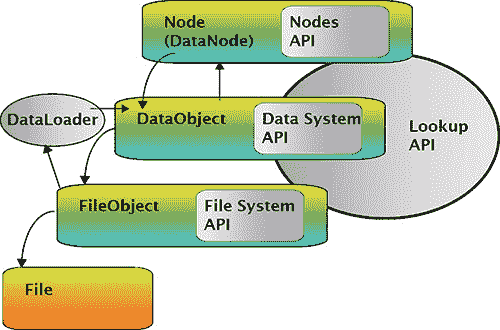 Node
(DataNode)
Nodes
API
DataLoader
DataObject
Data System
API
Lookup
API
FileObject
File System
API
File